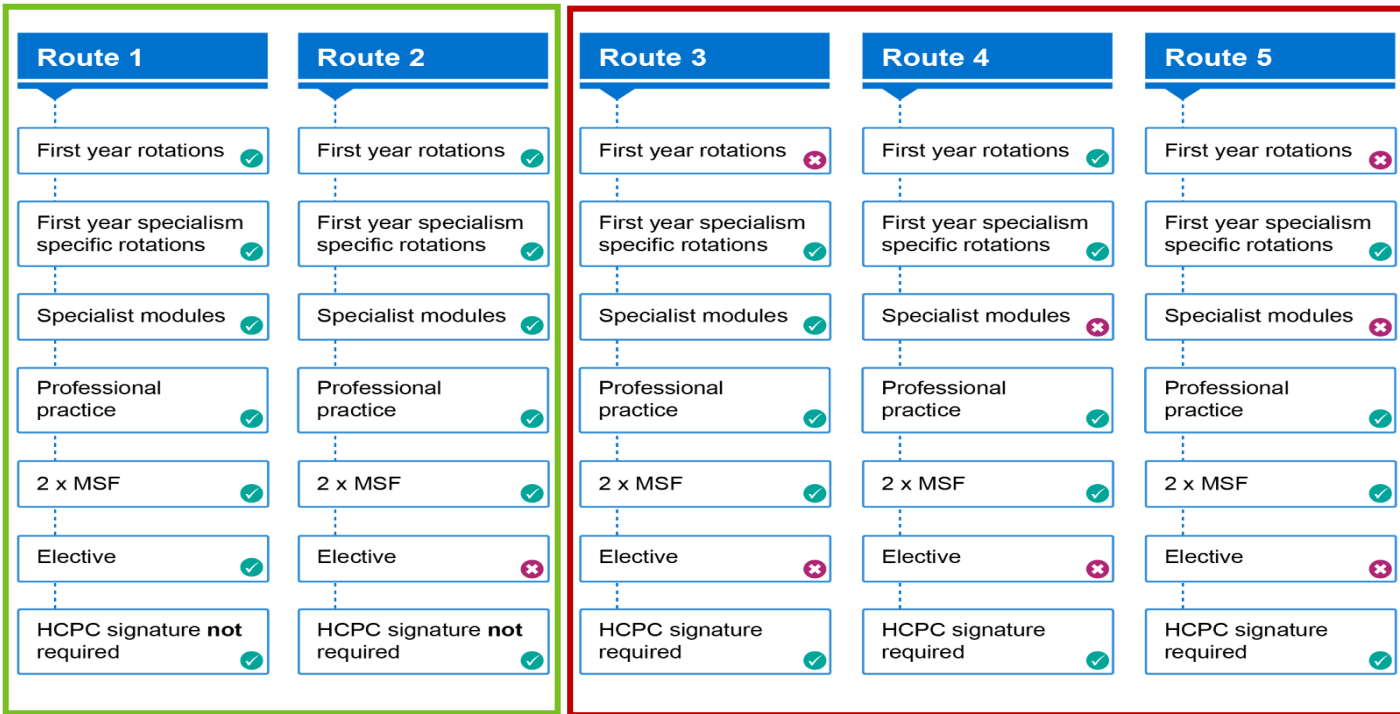 Route 1
First year rotations
First year specialism
specific rotations
Specialist modules
Professional
practice
2 x MSF
Elective
HCPC signature not
required
Route 2
First year rotations
First year specialism
specific rotations
Specialist modules
Professional
practice
2 x MSF
Elective
HCPC signature not
required
Route 3
First year rotations
First year specialism
specific rotations
Specialist modules
Professional
practice
2 x MSF
Elective
HCPC signature
required
Route 4
First year rotations
First year specialism
specific rotations
Specialist modules
Professional
practice
2 x MSF
Elective
HCPC signature
required
Route 5
First year rotations
First year specialism
specific rotations
Specialist modules
Professional
practice
2 x MSF
Elective
HCPC signature
required